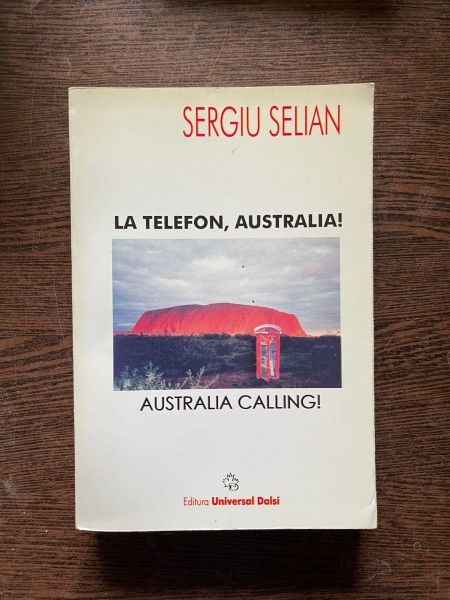 SERGIU SELIAN
LA TELEFON, AUSTRALIA!
AUSTRALIA CALLING!
Editura Universal Dalsi